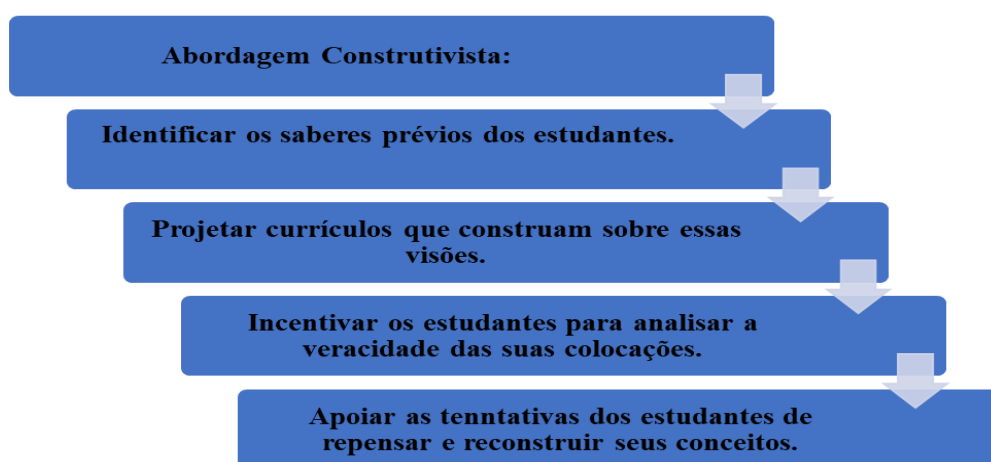 Abordagem Construtivista:
Identificar os saberes prévios dos estudantes.
Projetar currículos que construam sobre essas
visões.
Incentivar os estudantes para analisar a
veracidade das suas colocações.
Apoiar as tenntativas dos estudantes de
repensar e reconstruir seus conceitos.